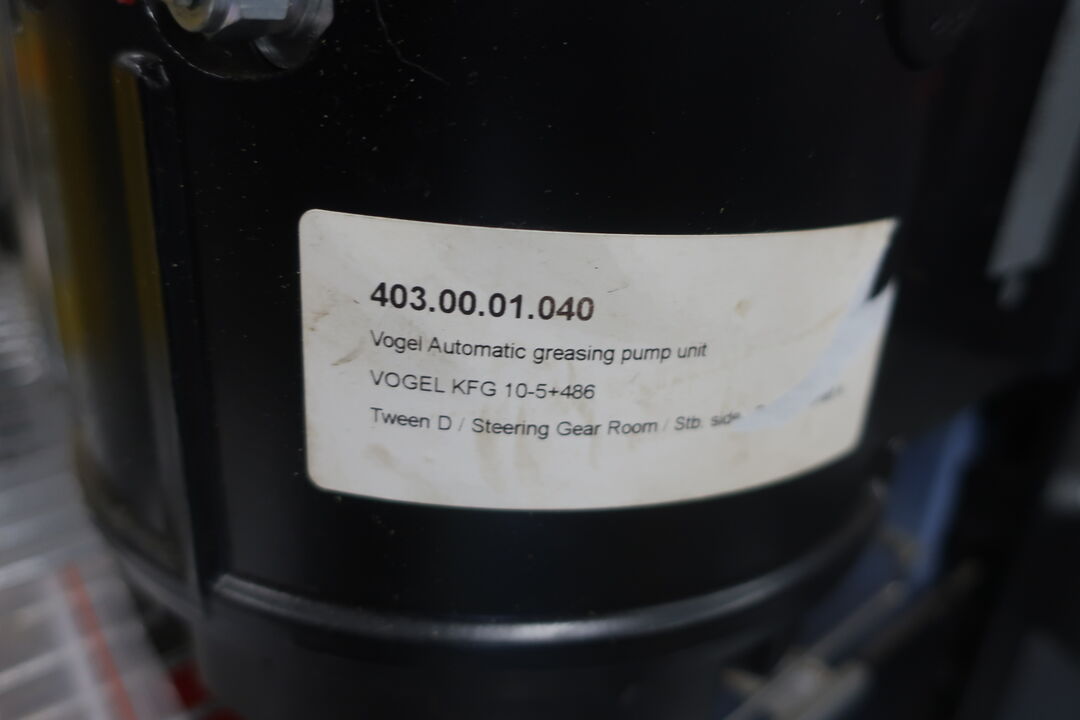 403.00.01.040
Vogel Automatic greasing pump unit
VOGEL KFG 10-5+486
Tween D / Steering Gear Room / Stb. side